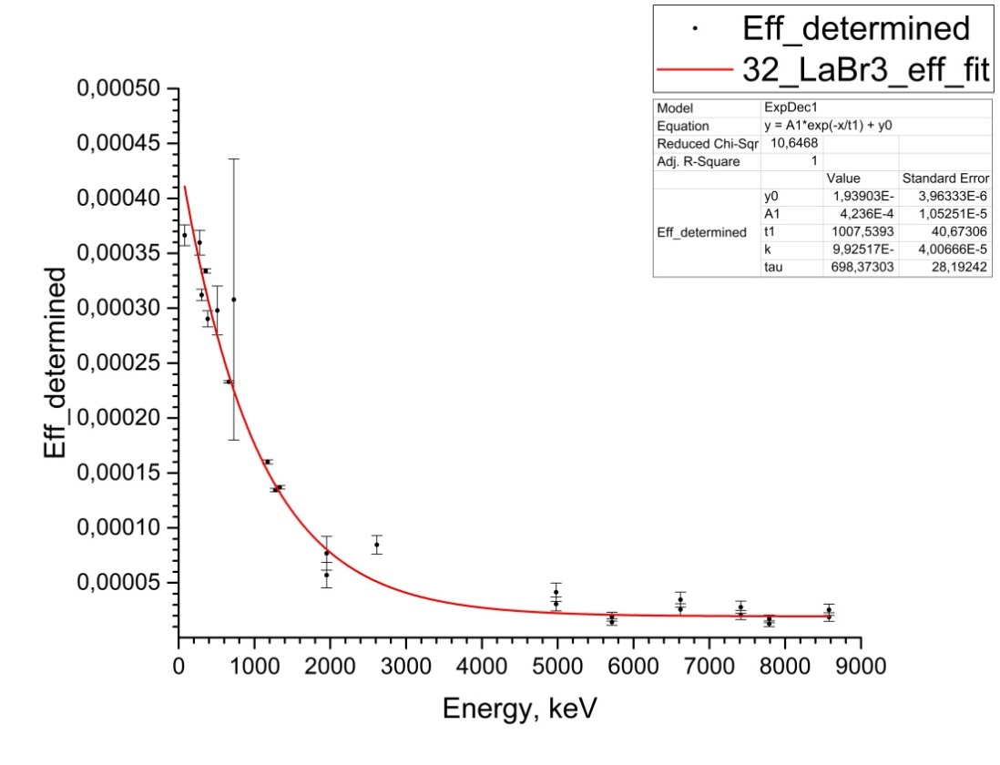 Eff_determined
32_LaBr3_eff_fit
Model ExpDec1
Equation y = A1*exp(-x/t1) + y0
Reduced Chi-Sqr 10,6468
Adj. R-Square 1
Value Standard Error
Eff_determined
y0 1,93903E- 3,96333E-6
A1 4,236E-4 1,05251E-5
t1 1007,5393 40,67306
k 9,92517E- 4,00666E-5
tau 698,37303 28,19242
0,00050
0,00045
0,00040
0,00035
0,00030
0,00025
0,00020
0,00015
0,00010
0,00005
Eff_determined
0 1000 2000 3000 4000 5000 6000 7000 8000 9000
Energy, keV